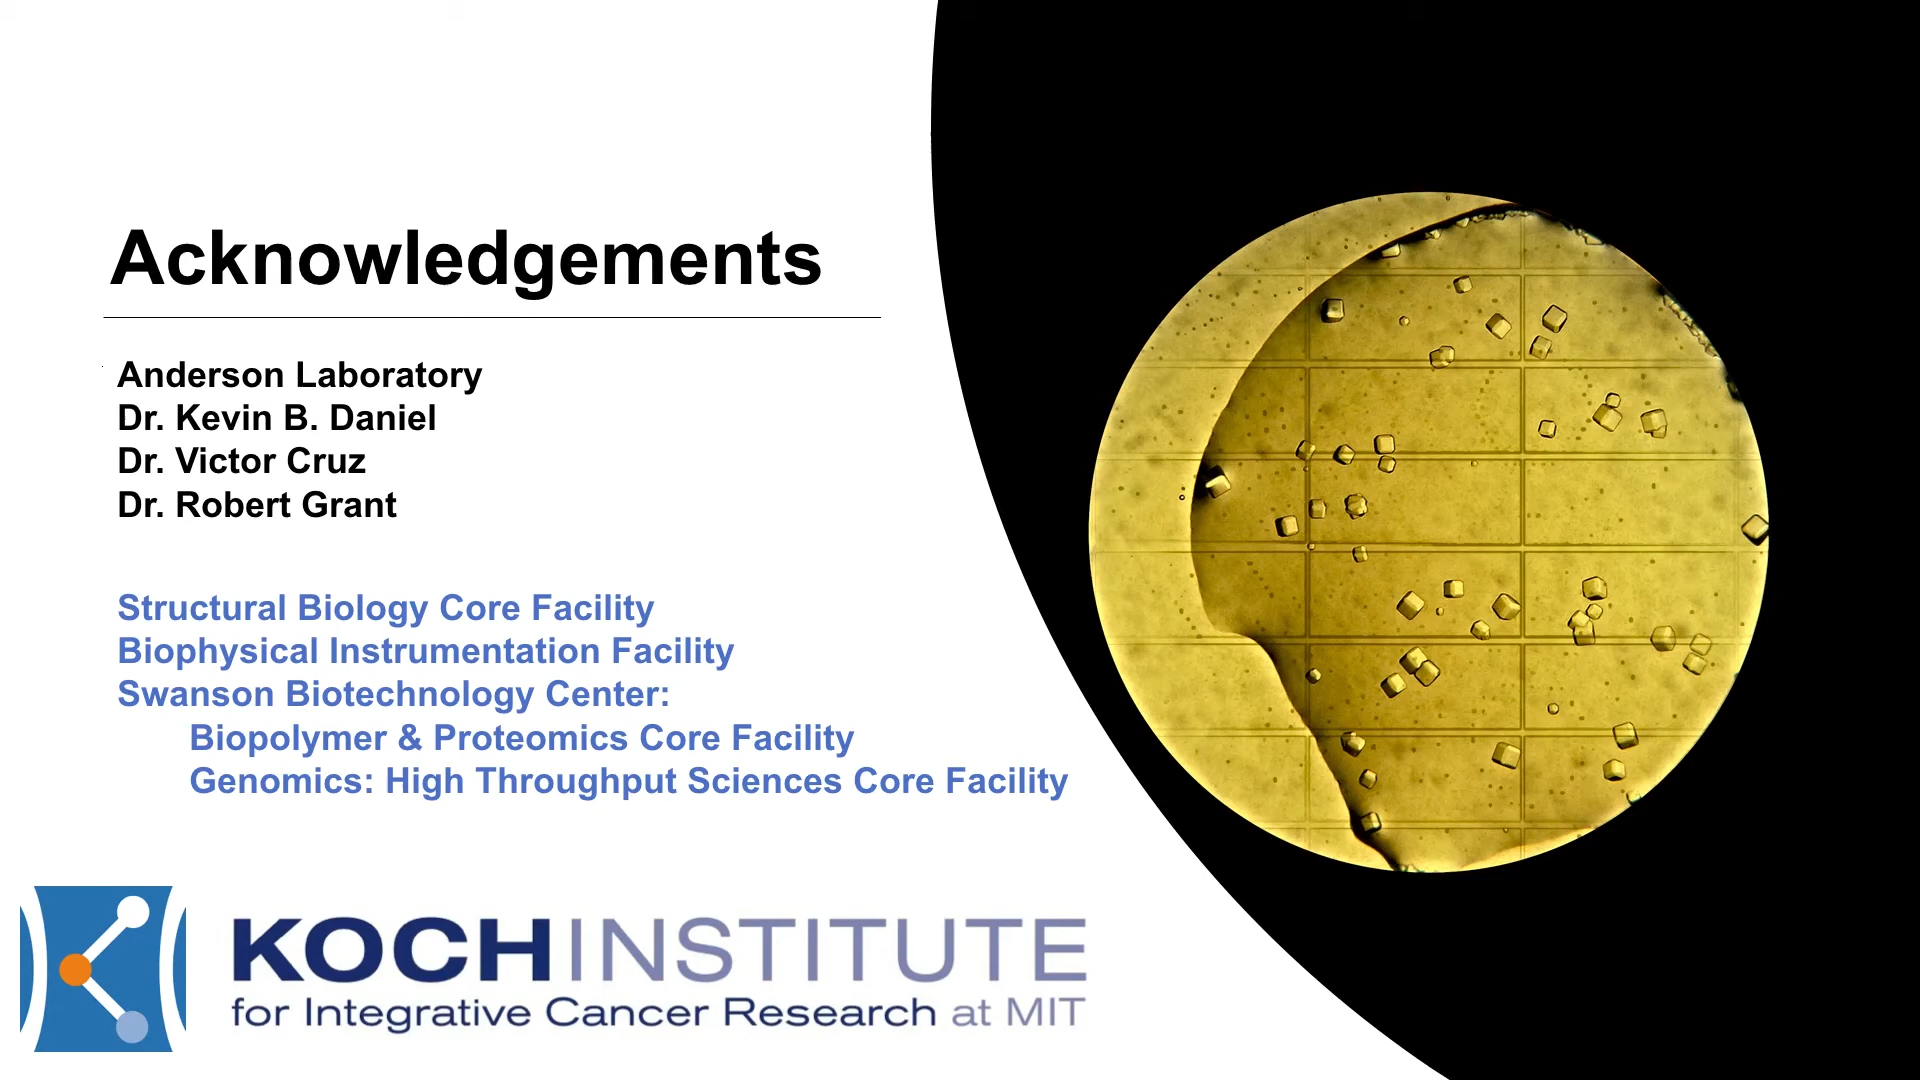 Acknowledgements
Anderson Laboratory
Dr. Kevin B. Daniel
Dr. Victor Cruz
Dr. Robert Grant
Structural Biology Core Facility
Biophysical Instrumentation Facility
Swanson Biotechnology Center:
Biopolymer & Proteomics Core Facility
Genomics: High Throughput Sciences Core Facility
KOCH INSTITUTE
for Integrative Cancer Research at MIT